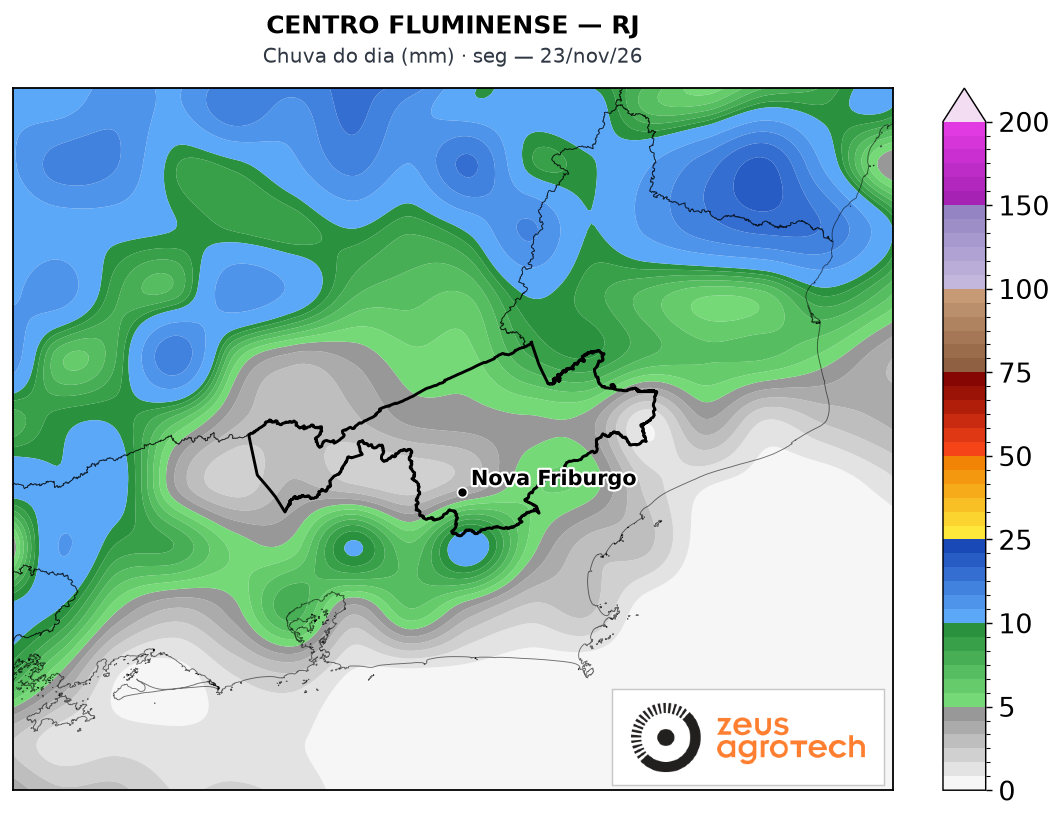 CENTRO FLUMINENSE — RJ
Chuva do dia (mm) · seg — 23/nov/26
200
150
100
75
50
25
10
5
0
Nova Friburgo
zeus
agrotech